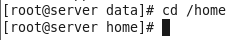 [root@server data]# cd /home
[root@server home]#